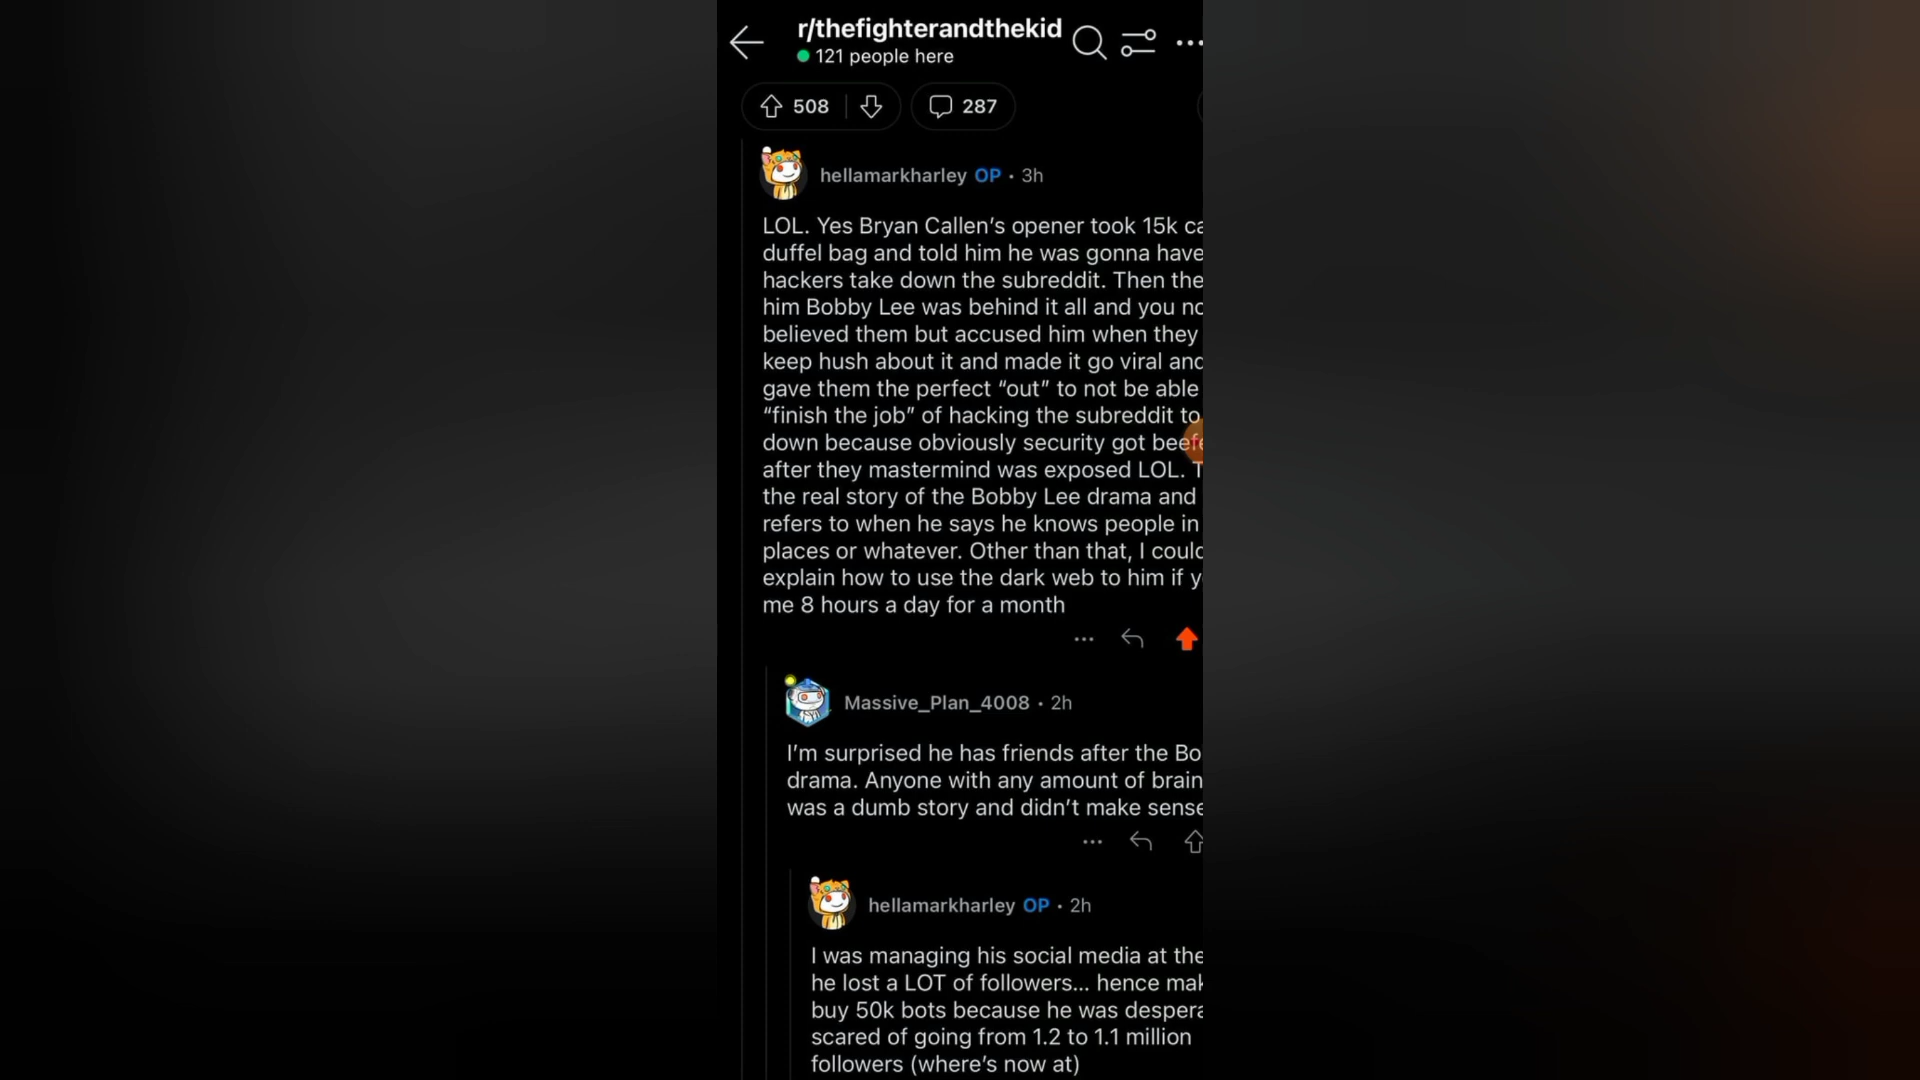 r/thefighterandthekid
121 people here
508 287
hellamarkharley OP • 3h
LOL. Yes Bryan Callen’s opener took 15k
duffel bag and told him he was gonna have
hackers take down the subreddit. Then
him Bobby Lee was behind it all and you
believed them but accused him when they
keep hush about it and made it go viral
gave them the perfect “out” to not be able
“finish the job” of hacking the subreddit to
down because obviously security got
after they mastermind was exposed LOL.
the real story of the Bobby Lee drama and
refers to when he says he knows people in
places or whatever. Other than that, I
explain how to use the dark web to him if
me 8 hours a day for a month
Massive_Plan_4008 • 2h
I’m surprised he has friends after the
drama. Anyone with any amount of
was a dumb story and didn’t make sense
hellamarkharley OP • 2h
I was managing his social media at the
he lost a LOT of followers... hence
buy 50k bots because he was
scared of going from 1.2 to 1.1 million
followers (where’s now at)